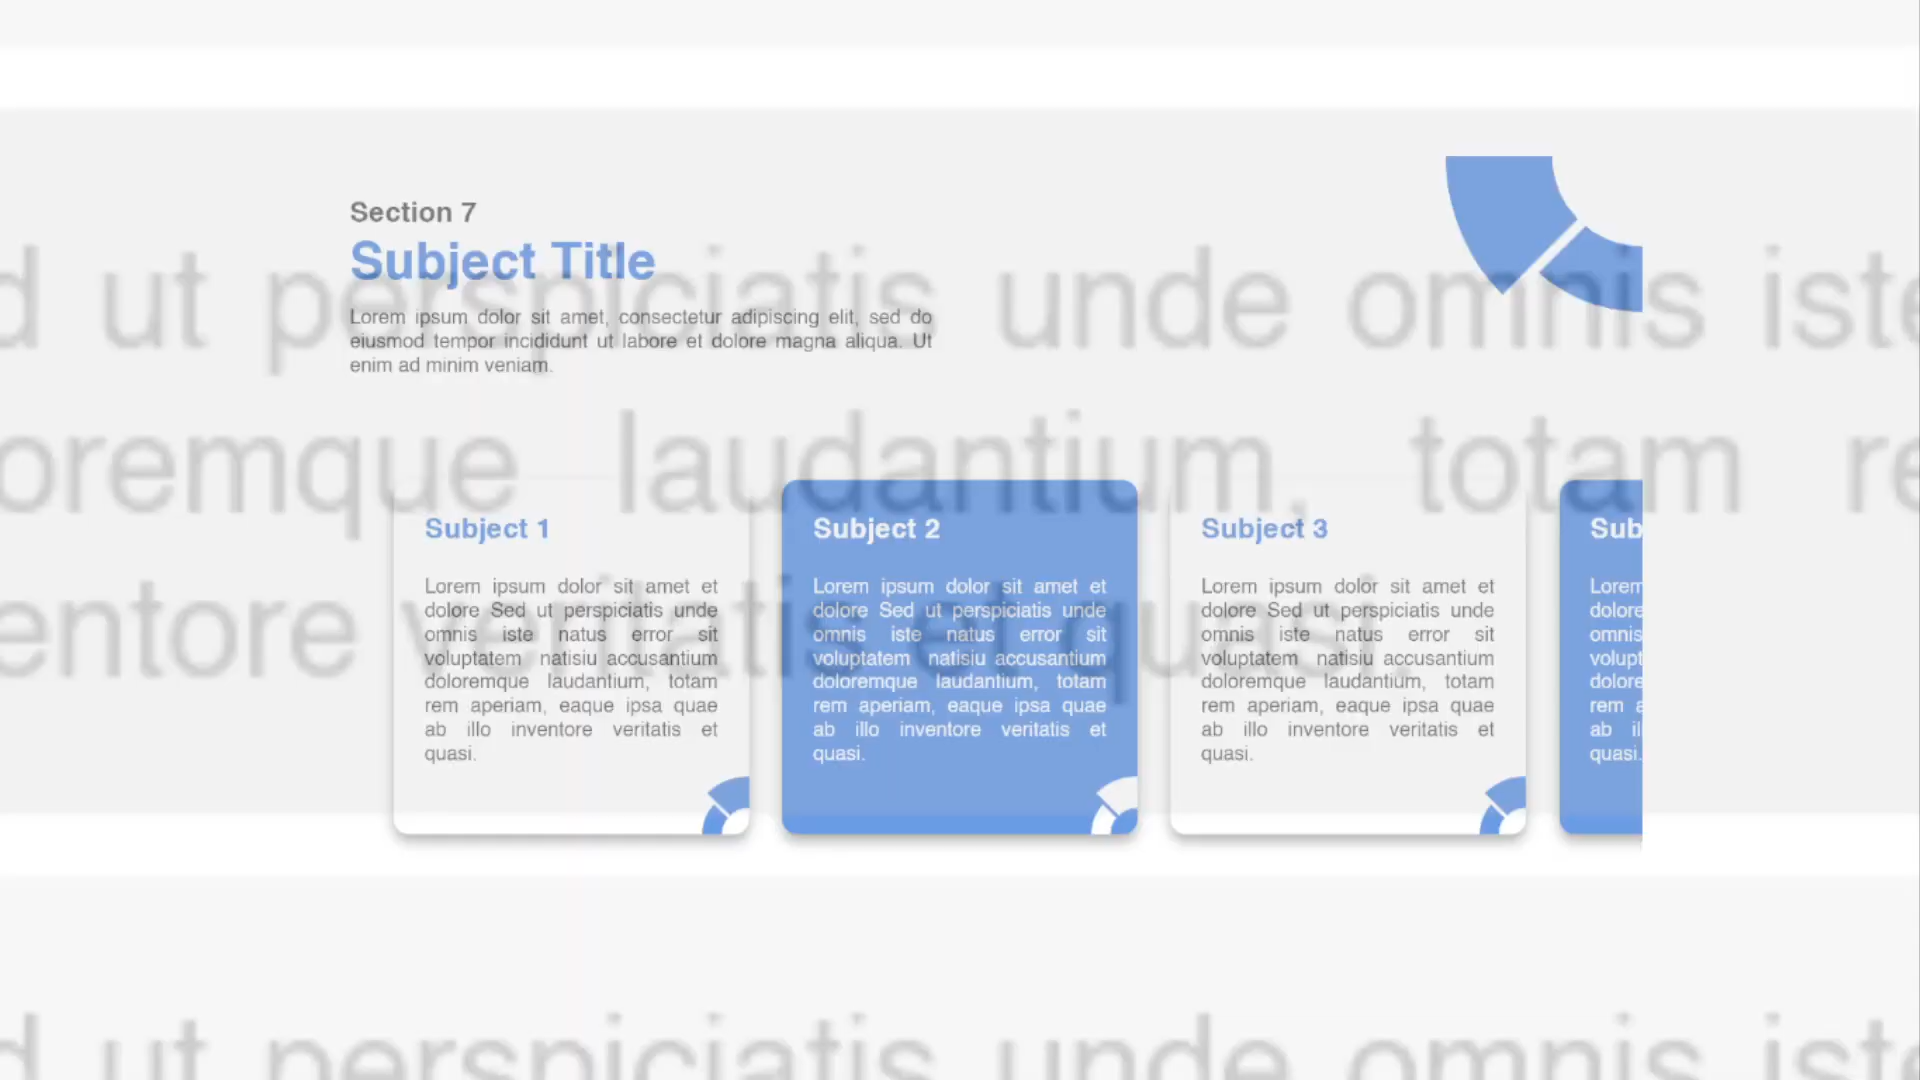 Section 7
Subject Title
Lorem ipsum dolor sit amet, consectetur adipiscing elit, sed do
eiusmod tempor incididunt ut labore et dolore magna aliqua. Ut
enim ad minim veniam.
ut perspiciatis unde omnis iste
laudantium, totam
veritatis et quasi.
Subject 1
Lorem ipsum dolor sit amet et
dolore Sed ut perspiciatis unde
omnis iste natus error sit
voluptatem natisiu accusantium
doloremque laudantium, totam
rem aperiam, eaque ipsa quae
ab illo inventore veritatis et
quasi.
Subject 2
Lorem ipsum dolor sit amet et
dolore Sed ut perspiciatis unde
omnis iste natus error sit
voluptatem natisiu accusantium
doloremque laudantium, totam
rem aperiam, eaque ipsa quae
ab illo inventore veritatis et
quasi.
Subject 3
Lorem ipsum dolor sit amet et
dolore Sed ut perspiciatis unde
omnis iste natus error sit
voluptatem natisiu accusantium
doloremque laudantium, totam
rem aperiam, eaque ipsa quae
ab illo inventore veritatis et
quasi.
Sub
Lorem
dolore
omnis
volupt
dolore
rem a
ab il
quasi.
ut perspiciatis unde omnis iste